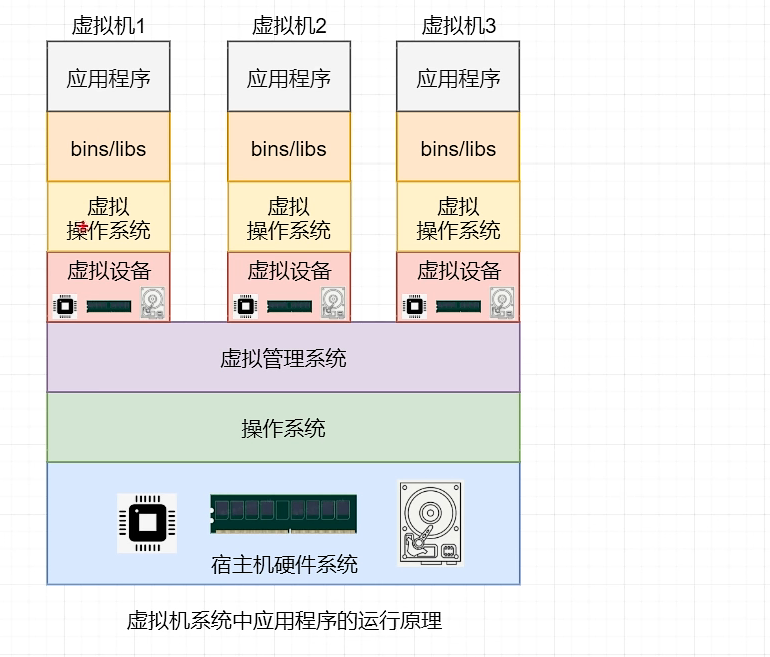 虚拟机1 虚拟机2 虚拟机3
应用程序 应用程序 应用程序
bins/libs bins/libs bins/libs
虚拟 虚拟 虚拟
操作系统 操作系统 操作系统
虚拟设备 虚拟设备 虚拟设备
虚拟管理系统
操作系统
宿主机硬件系统
虚拟机系统中应用程序的运行原理